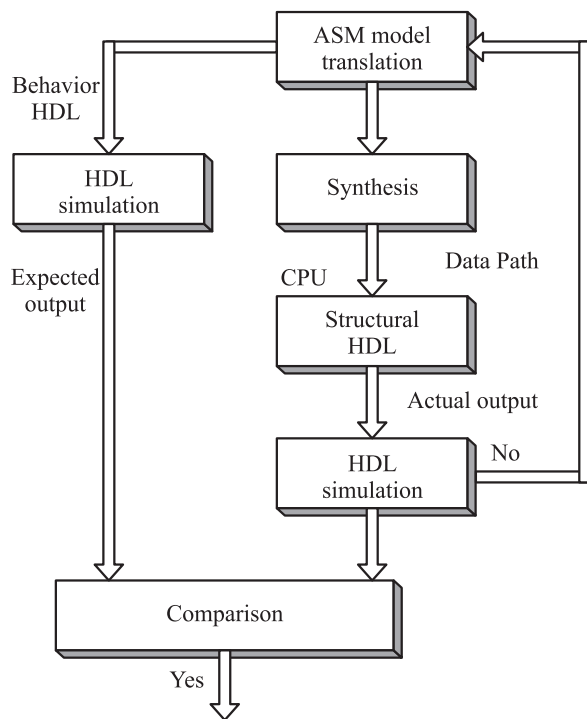 ASM model
translation
Behavior
HDL
HDL
simulation
Synthesis
Expected
output
CPU
Data Path
Structural
HDL
Actual output
HDL
simulation
No
Comparison
Yes